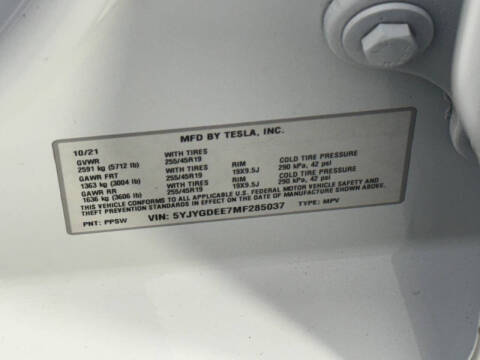 MFD BY TESLA, INC.
10/21
GVWR WITH TIRES
2591 kg (5712 lb) 255/45R19 RIM COLD TIRE PRESSURE
GAWR FRT WITH TIRES 19X9.5J 290 kPa, 42 psi
1363 kg (3004 lb) 255/45R19 RIM COLD TIRE PRESSURE
GAWR RR WITH TIRES 19X9.5J 290 kPa, 42 psi
1636 kg (3606 lb) 255/45R19
THIS VEHICLE CONFORMS TO ALL APPLICABLE U.S. FEDERAL MOTOR VEHICLE SAFETY AND
THEFT PREVENTION STANDARDS IN EFFECT ON THE DATE OF MANUFACTURE SHOWN ABOVE.
PNT: PPSW VIN: 5YJYGDEE7MF285037 TYPE: MPV